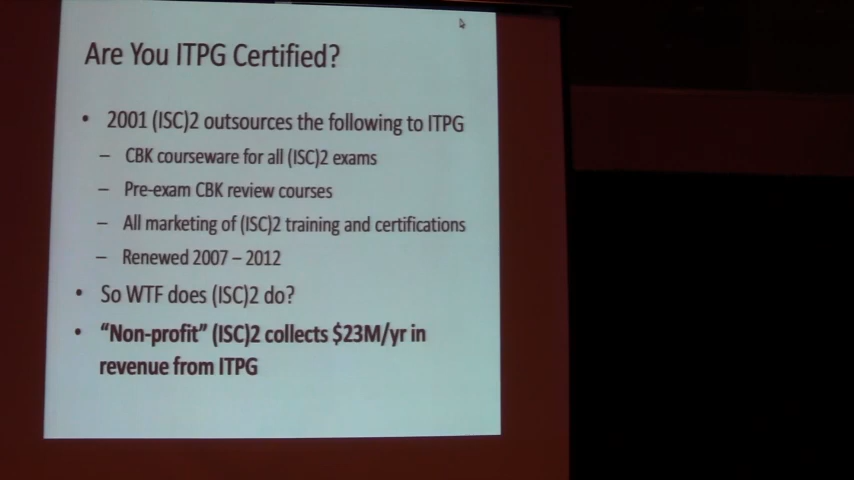 Are You ITPG Certified?
• 2001 (ISC)2 outsources the following to ITPG
– CBK courseware for all (ISC)2 exams
– Pre-exam CBK review courses
– All marketing of (ISC)2 training and certifications
– Renewed 2007 – 2012
• So WTF does (ISC)2 do?
• “Non-profit” (ISC)2 collects $23M/yr in
revenue from ITPG